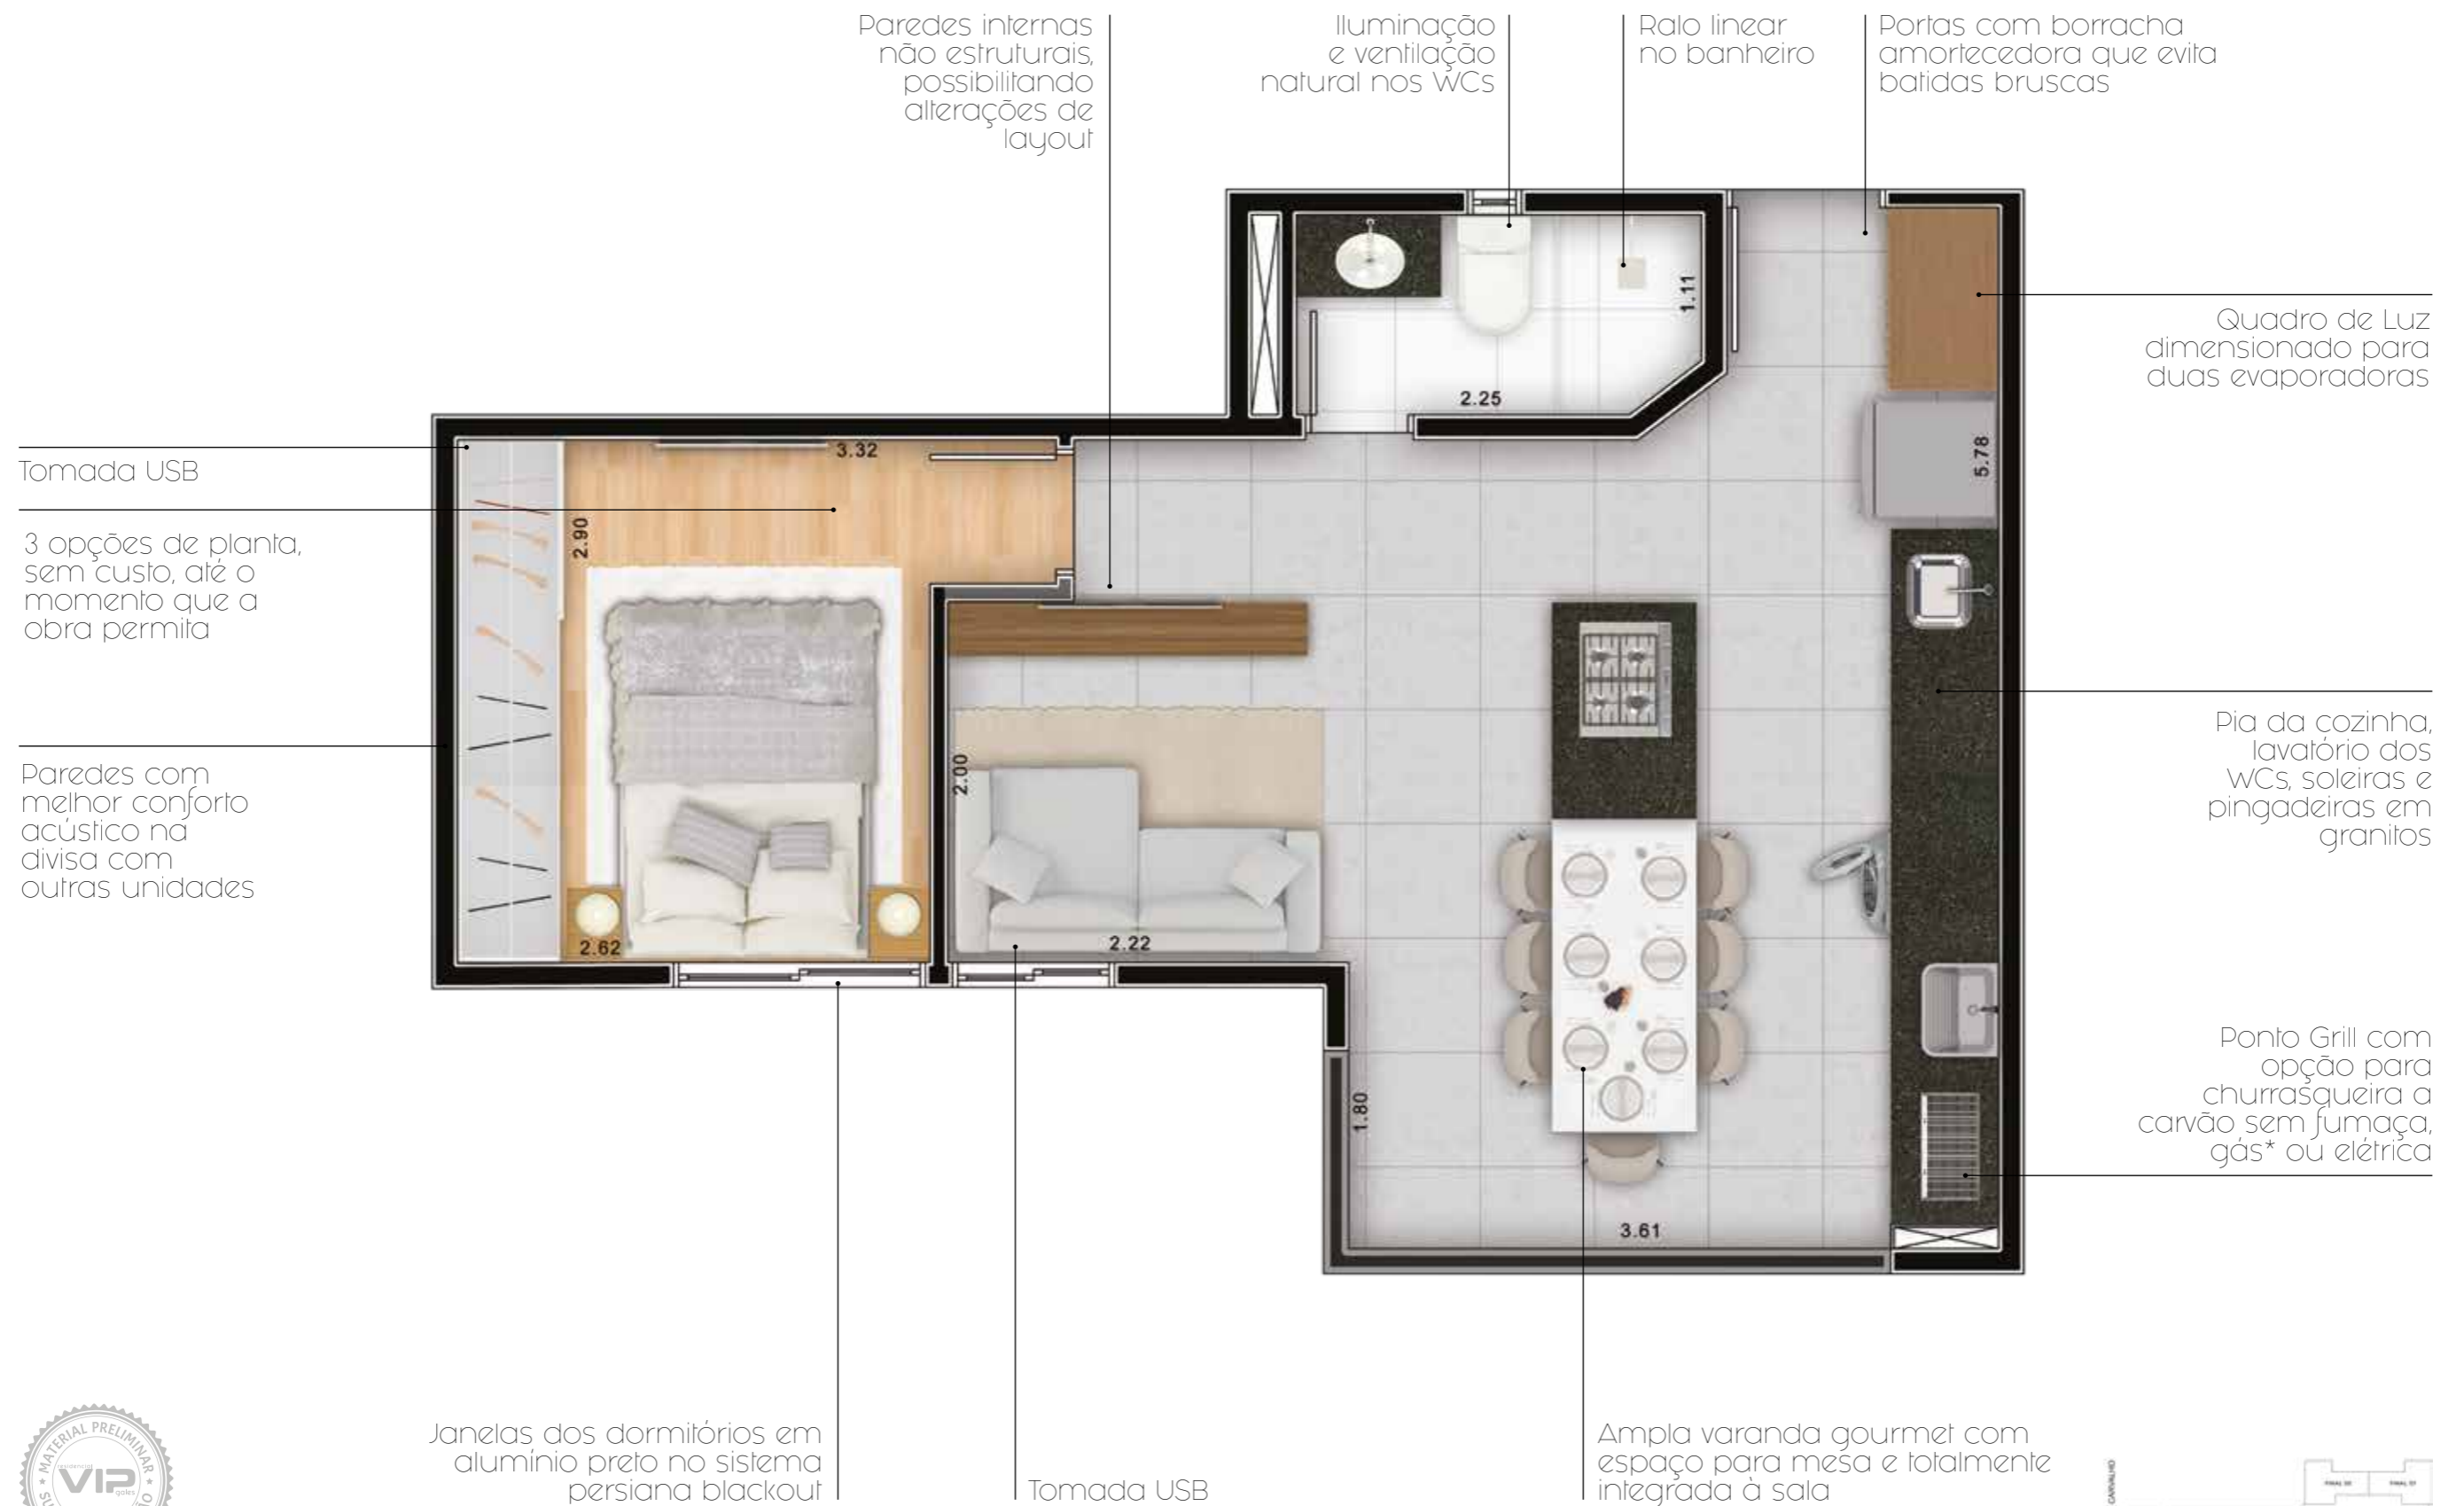 Paredes internas
não estruturais,
possibilitando
alterações de
layout
Iluminação
e ventilação
natural nos WCs
Ralo linear
no banheiro
Portas com borracha
amortecedora que evita
batidas bruscas
Quadro de Luz
dimensionado para
duas evaporadoras
Tomada USB
3 opções de planta,
sem custo, até o
momento que a
obra permita
Paredes com
melhor conforto
acústico na
divisa com
outras unidades
1.11
2.25
3.32
2.90
5.78
2.00
2.62
2.22
1.80
3.61
Pia da cozinha,
lavatório dos
WCs, soleiras e
pingadeiras em
granitos
Ponto Grill com
opção para
churrasqueira a
carvão sem fumaça,
gás* ou elétrica
Janelas dos dormitórios em
alumínio preto no sistema
persiana blackout
Tomada USB
Ampla varanda gourmet com
espaço para mesa e totalmente
integrada à sala
MATERIAL PRELIMINAR
residencial
VIP
CARVALHO